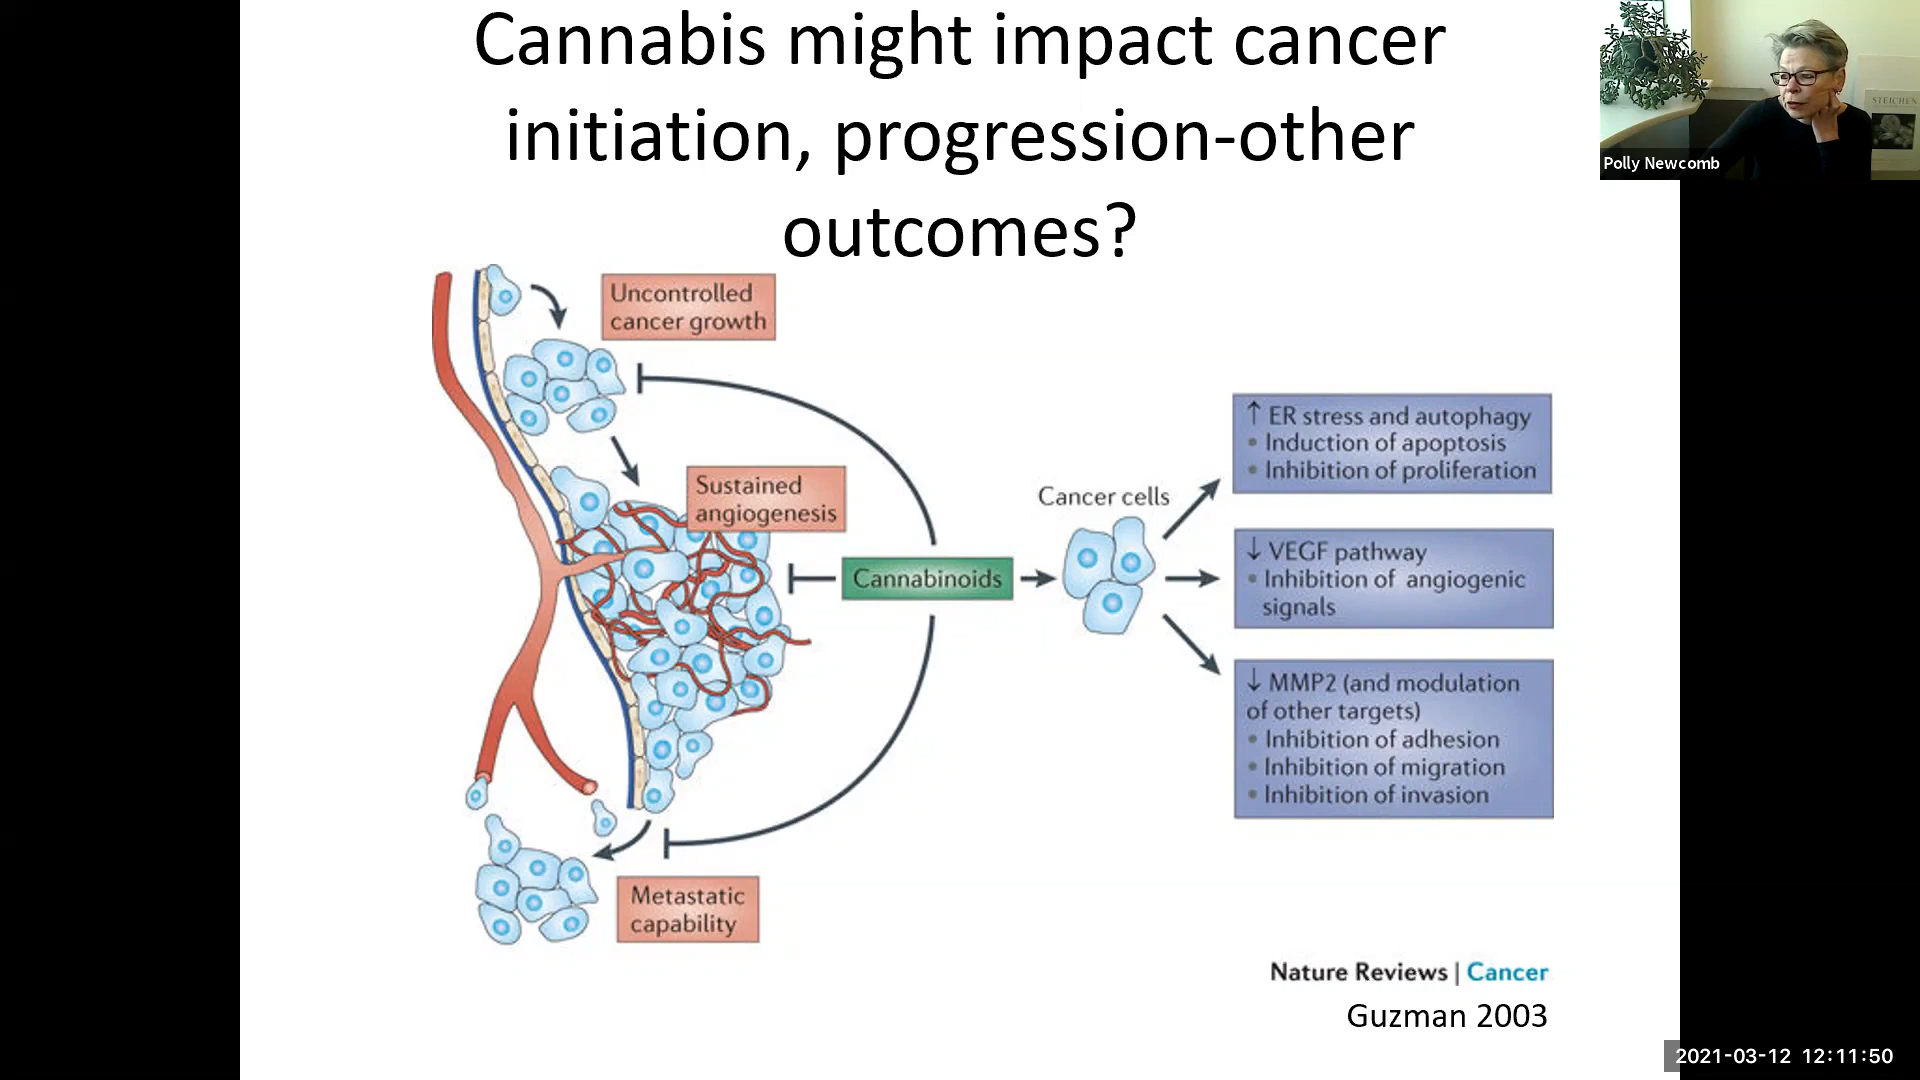 Cannabis might impact cancer
initiation, progression-other
outcomes?
STEICHEN
Polly Newcomb
Uncontrolled
cancer growth
Sustained
angiogenesis
Cannabinoids
Metastatic
capability
Cancer cells
↑ ER stress and autophagy
• Induction of apoptosis
• Inhibition of proliferation
↓ VEGF pathway
• Inhibition of angiogenic
signals
↓ MMP2 (and modulation
of other targets)
• Inhibition of adhesion
• Inhibition of migration
• Inhibition of invasion
Nature Reviews | Cancer
Guzman 2003
2021-03-12 12:11:50